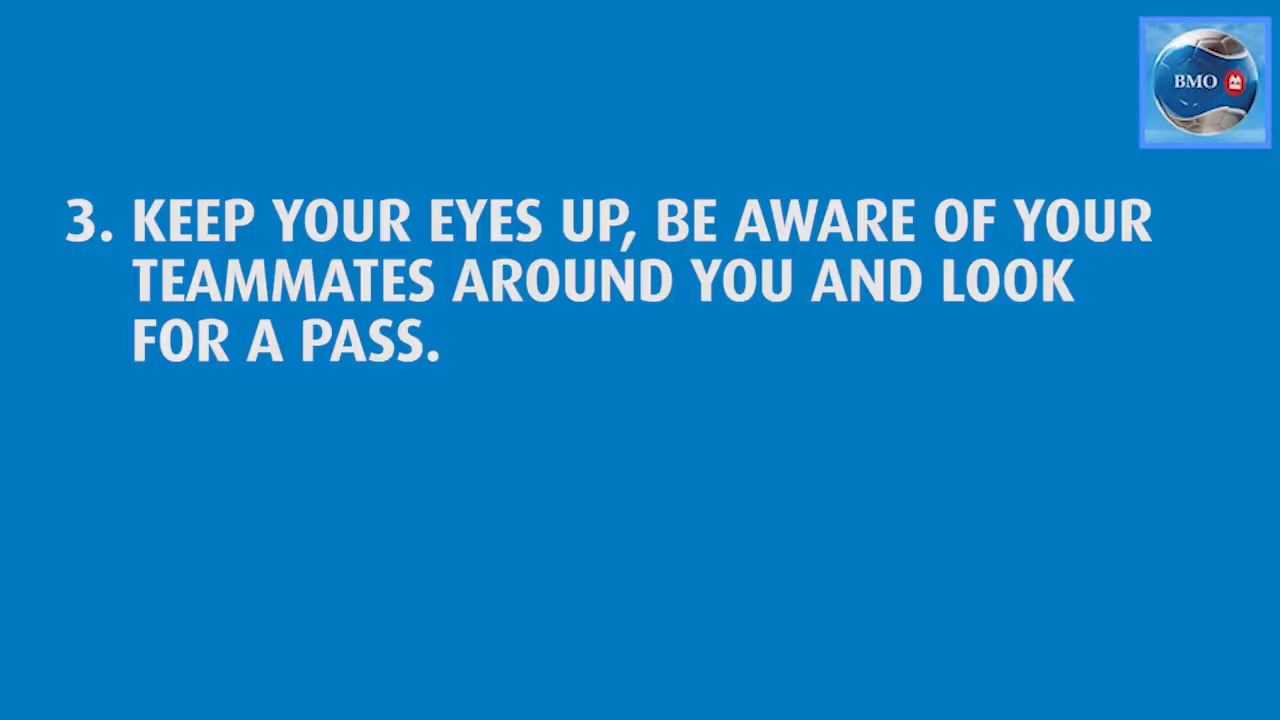 BMO
3. KEEP YOUR EYES UP, BE AWARE OF YOUR
TEAMMATES AROUND YOU AND LOOK
FOR A PASS.